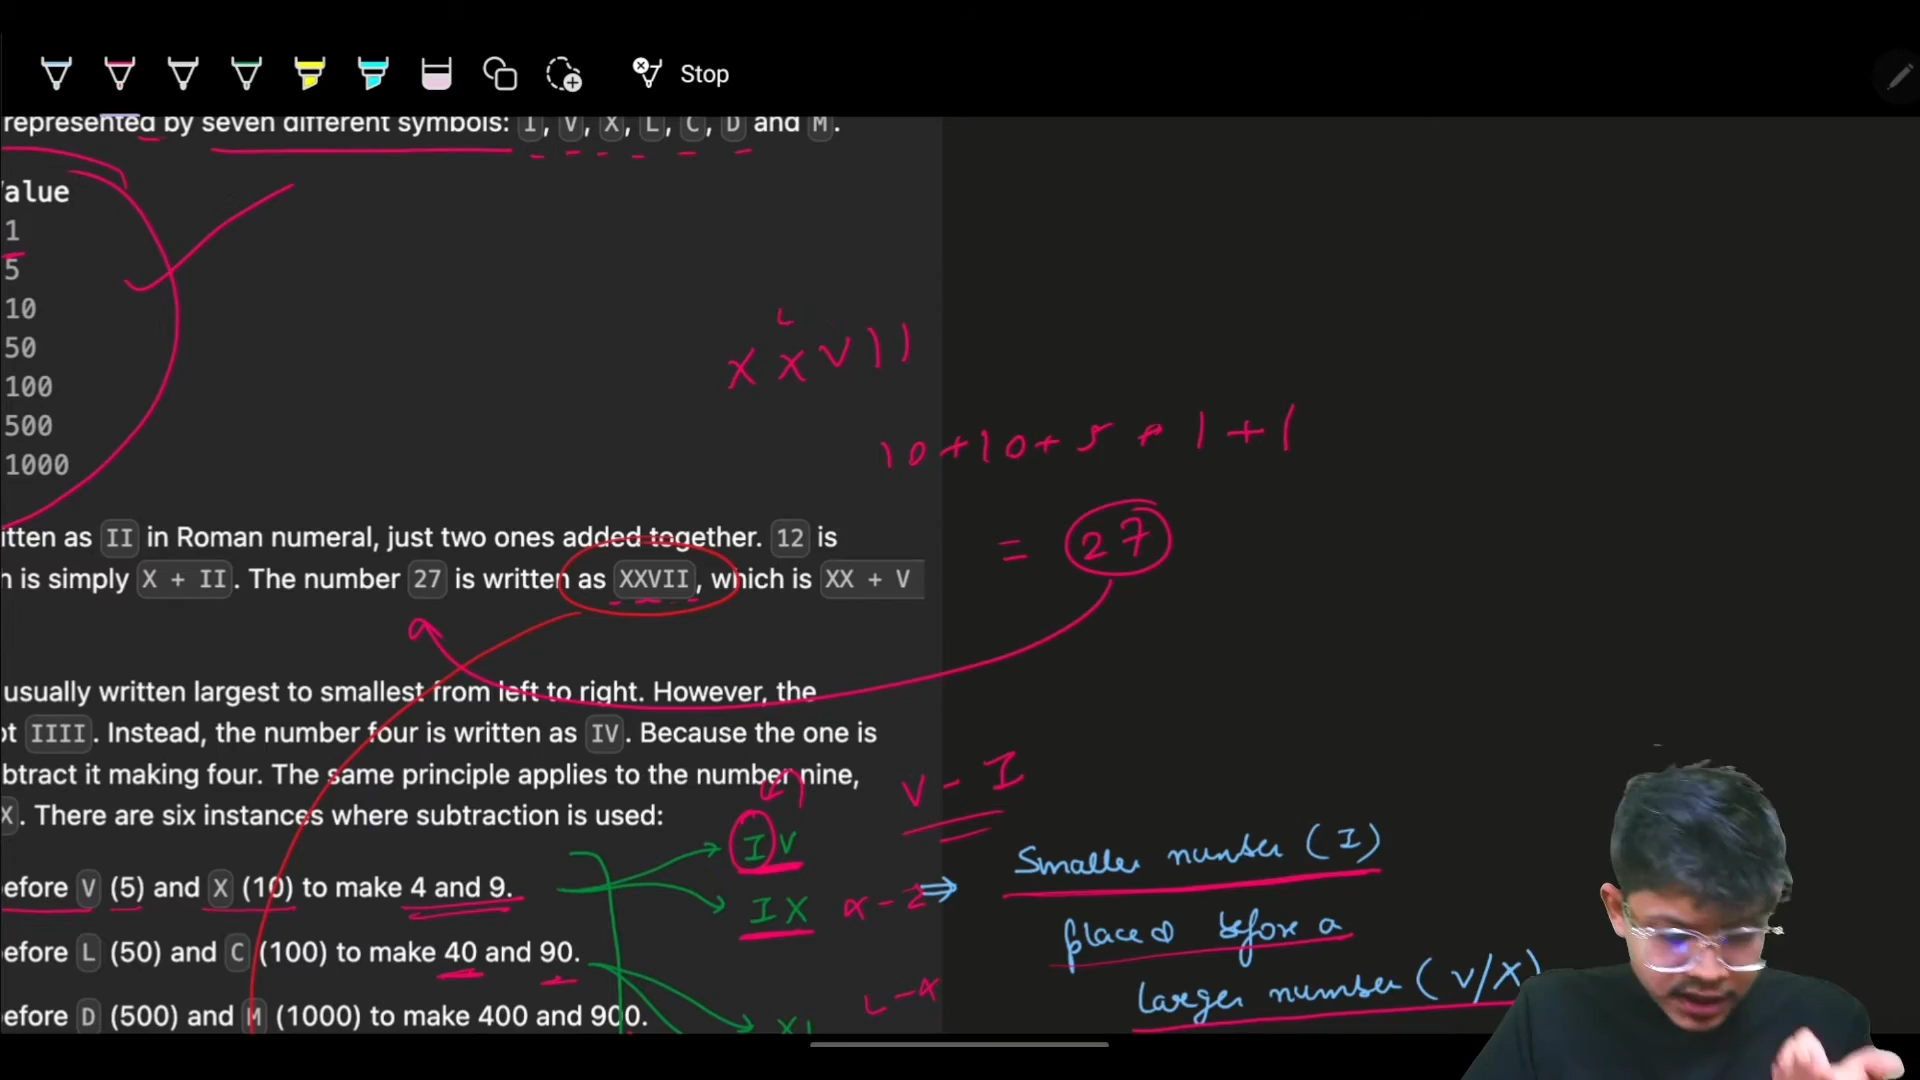 Stop
represented by seven different symbols: I, V, X, L, C, D and M.
alue
1
5
10
50
100
500
1000
XXVII
10+10+5+1+1
= 27
itten as II in Roman numeral, just two ones added together. 12 is
n is simply X + II. The number 27 is written as XXVII, which is XX + V
usually written largest to smallest from left to right. However, the
ot IIII. Instead, the number four is written as IV. Because the one is
btract it making four. The same principle applies to the number nine,
X. There are six instances where subtraction is used:
V - I
IV
IX
efore V (5) and X (10) to make 4 and 9.
efore L (50) and C (100) to make 40 and 90.
efore D (500) and M (1000) to make 400 and 900.
L - X
⇒ Smaller number (I)
placed before a
larger number (V/X)